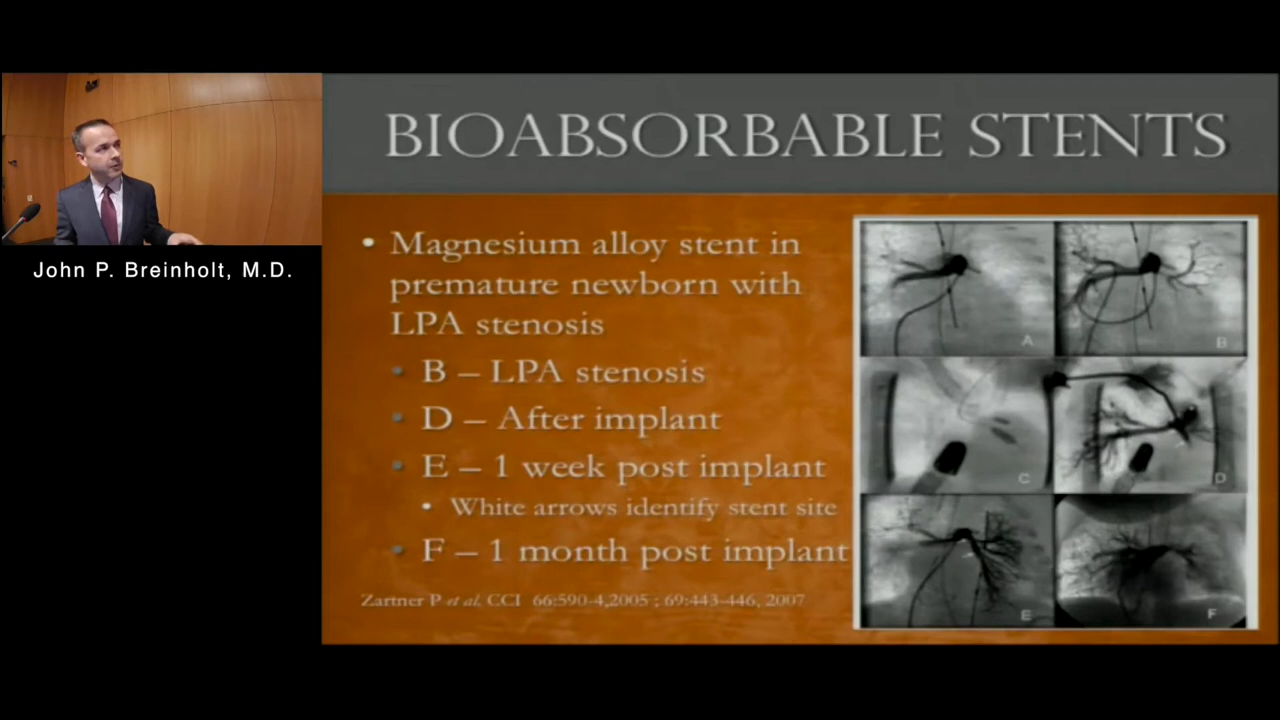 BIOABSORBABLE STENTS
John P. Breinholt, M.D.
• Magnesium alloy stent in
premature newborn with
LPA stenosis
• B – LPA stenosis
• D – After implant
• E – 1 week post implant
• White arrows identify stent site
• F – 1 month post implant
Zartner P et al. CCI 66:590-4,2005 ; 69:443-446, 2007
A
B
C
D
E
F